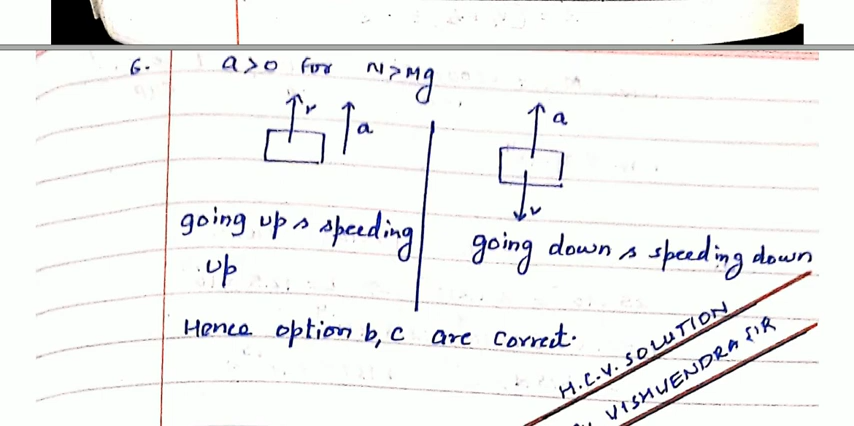 6. a>0 for N>Mg
v a
a
v
going up & speeding
up
going down & speeding down
Hence option b, c are correct.
H.C.V. SOLUTION
VISHVENDRA SIR